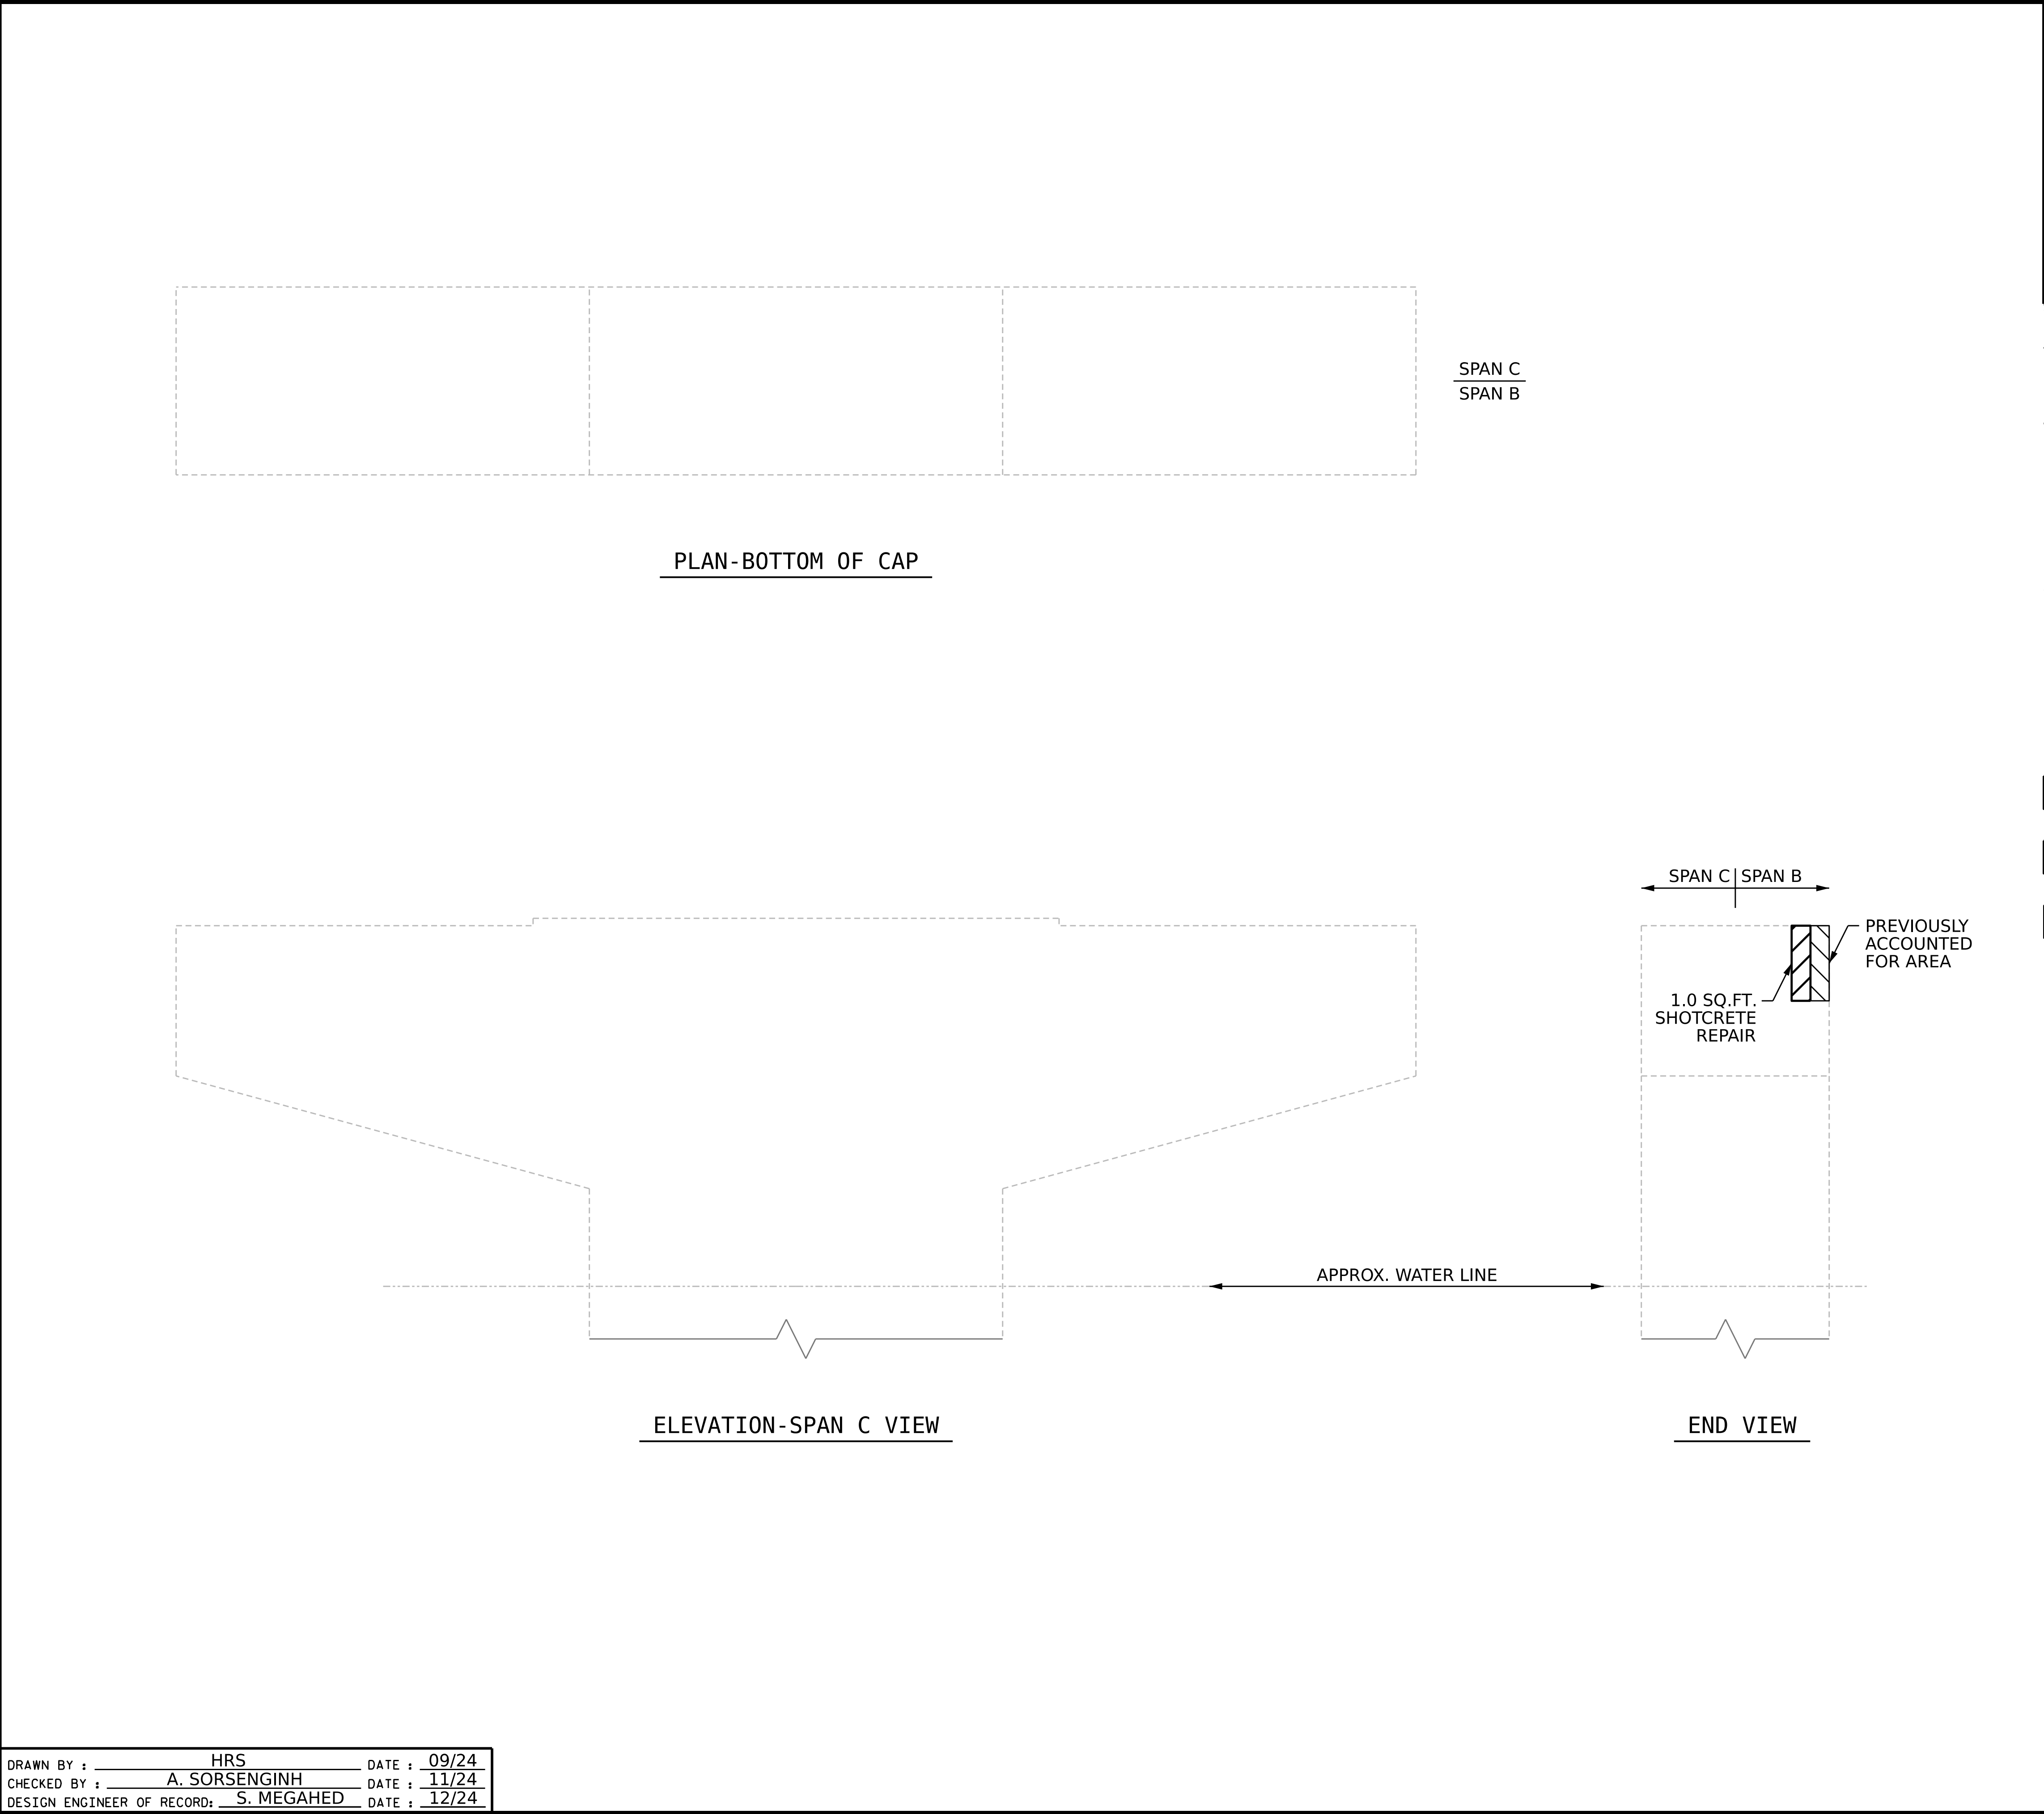 SPAN C
SPAN B
PLAN-BOTTOM OF CAP
SPAN C SPAN B
PREVIOUSLY
ACCOUNTED
FOR AREA
1.0 SQ.FT.
SHOTCRETE
REPAIR
APPROX. WATER LINE
ELEVATION-SPAN C VIEW
END VIEW
DRAWN BY : HRS DATE : 09/24
CHECKED BY : A. SORSENGINH DATE : 11/24
DESIGN ENGINEER OF RECORD: S. MEGAHED DATE : 12/24